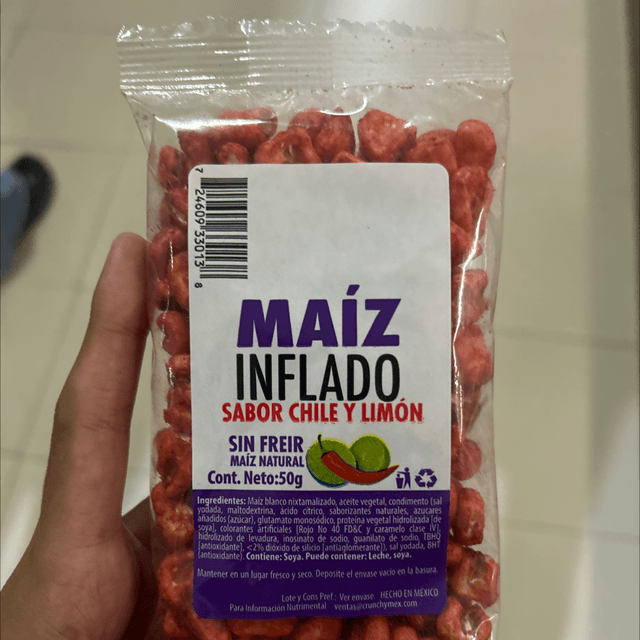 7 24609 33013 8
MAÍZ
INFLADO
SABOR CHILE Y LIMÓN
SIN FREIR
MAÍZ NATURAL
Cont. Neto:50g
Ingredientes: Maíz blanco nixtamalizado, aceite vegetal, condimento (sal
yodada, maltodextrina, ácido cítrico, saborizantes naturales, azucares
añadidos (azúcar), glutamato monosódico, proteína vegetal hidrolizada [de
soya], colorantes artificiales [Rojo No 40 FD&C y caramelo clase IV],
hidrolizado de levadura, inosinato de sodio, guanilato de sodio, TBHQ
[antioxidante], <2% dióxido de silicio [antiaglomerante]), sal yodada, BHT
(antioxidante). Contiene: Soya. Puede contener: Leche, soya.
Mantener en un lugar fresco y seco. Deposite el envase vacío en la basura.
Lote y Cons Pref.: Ver envase. HECHO EN MÉXICO
Para Información Nutrimental ventas@crunchymex.com